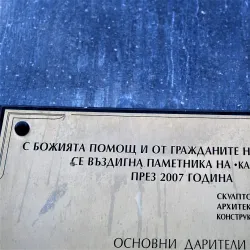 С БОЖИЯТА ПОМОЩ И ОТ ГРАЖДАНИТЕ Н
СЕ ВЪЗДИГНА ПАМЕТНИКА НА •КА
ПРЕЗ 2007 ГОДИНА
СКУЛПТО
АРХИТЕК
КОНСТРУК
ОСНОВНИ ДАРИТЕЛИ